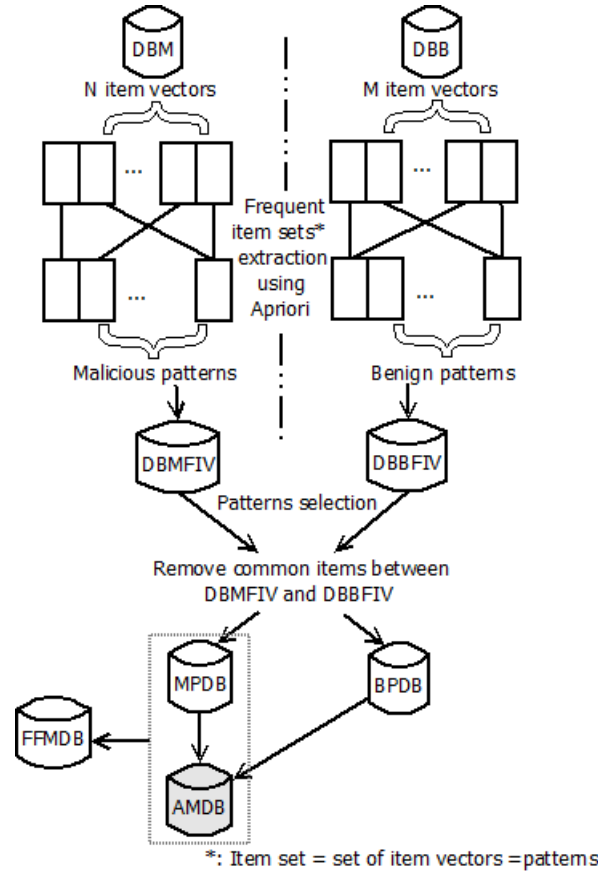 DBM
DBB
N item vectors
M item vectors
...
...
...
...
Frequent
item sets*
extraction
using
Apriori
Malicious patterns
Benign patterns
DBMFIV
DBBFIV
Patterns selection
Remove common items between
DBMFIV and DBBFIV
MPDB
BPDB
FFMDB
AMDB
*: Item set = set of item vectors =patterns